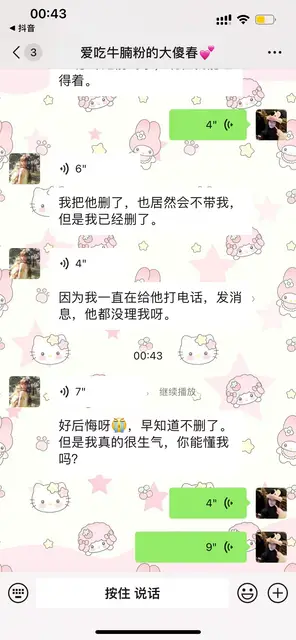 00:43
抖音
3
爱吃牛腩粉的大傻春💕
得着。
4"
6"
我把他删了，也居然会不带我，
但是我已经删了。
4"
因为我一直在给他打电话，发消
息，他都没理我呀。
00:43
7"
继续播放
好后悔呀😭，早知道不删了。
但是我真的很生气，你能懂我
吗？
4"
9"
按住 说话